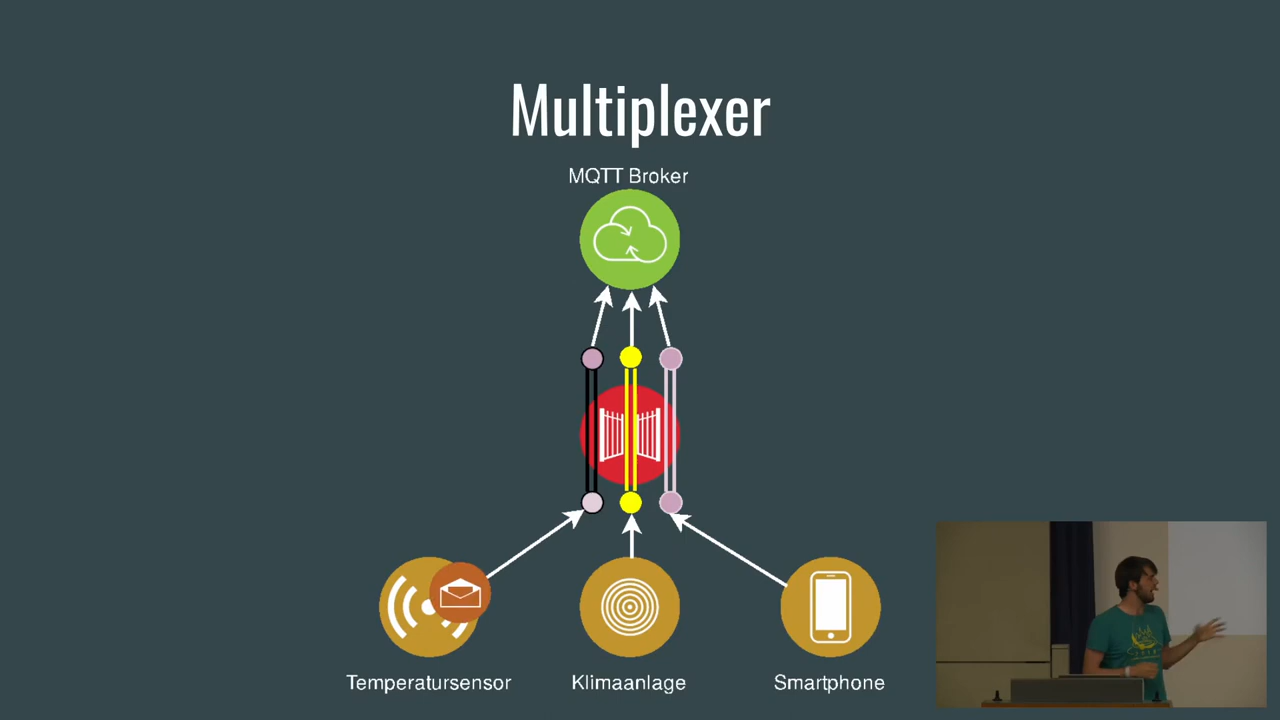 Multiplexer
MQTT Broker
Temperatursensor
Klimaanlage
Smartphone